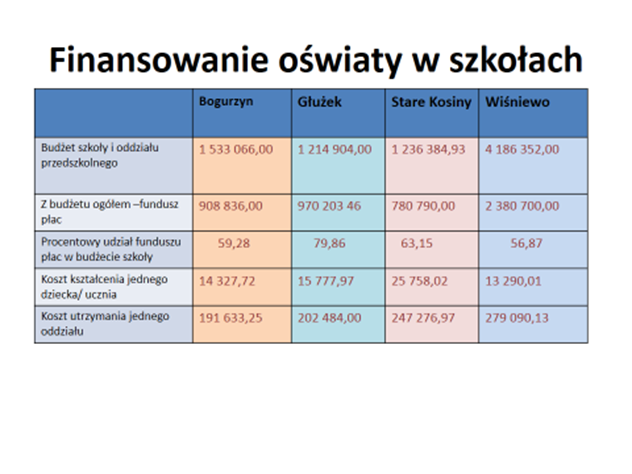 Finansowanie oświaty w szkołach
Bogurzyn Głużek Stare Kosiny Wiśniewo
Budżet szkoły i oddziału
przedszkolnego
1 533 066,00 1 214 904,00 1 236 384,93 4 186 352,00
Z budżetu ogółem –fundusz
płac
908 836,00 970 203 46 780 790,00 2 380 700,00
Procentowy udział funduszu
płac w budżecie szkoły
59,28 79,86 63,15 56,87
Koszt kształcenia jednego
dziecka/ ucznia
14 327,72 15 777,97 25 758,02 13 290,01
Koszt utrzymania jednego
oddziału
191 633,25 202 484,00 247 276,97 279 090,13